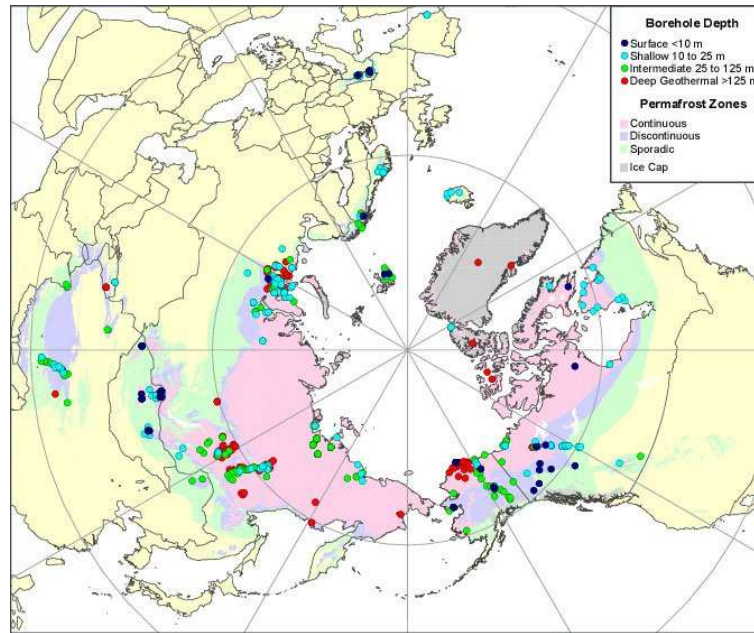 Borehole Depth
Surface <10 m
Shallow 10 to 25 m
Intermediate 25 to 125 m
Deep Geothermal >125 m
Permafrost Zones
Continuous
Discontinuous
Sporadic
Ice Cap